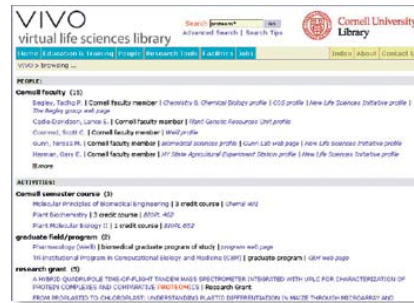 VIVO
virtual life sciences library
Search proteom* GO
Advanced Search | Search Tips
Cornell University
Library
Home Education & Training People Research Tools Facilities Jobs
Index About Contact U
VIVO > browsing ...
PEOPLE:
Cornell faculty (15)
Begley, Tadhg P. | Cornell faculty member | Chemistry & Chemical Biology profile | CGS profile | New Life Sciences Initiative profile |
The Begley group web page
Cadle-Davidson, Lance E. | Cornell faculty member | Plant Genetic Resources Unit profile
Scott C. | Cornell faculty member | Weill profile
Gunn, Teresa M. | Cornell faculty member | Biomedical Sciences profile | Gunn Lab web page | New Life Sciences Initiative profile
Harman, Gary E. | Cornell faculty member | NY State Agricultural Experiment Station profile | New Life Sciences Initiative profile
more
ACTIVITIES:
Cornell semester course (3)
Molecular Principles of Biomedical Engineering | 3 credit course |
Plant Biochemistry | 3 credit course |
Plant Molecular Biology II | 1 credit course |
graduate field/program (2)
Pharmacology (Weill) | biomedical graduate program of study | program web page
Tri-Institutional Program in Computational Biology and Medicine (CBM) | graduate program | CBM web page
research grant (5)
A HYBRID QUADRUPOLE TIME-OF-FLIGHT TANDEM MASS SPECTROMETER INTEGRATED WITH UPLC FOR CHARACTERIZATION OF
PROTEIN COMPLEXES AND COMPARATIVE PROTEOMICS | Research Grant
FROM PROPLASTID TO CHLOROPLAST: UNDERSTANDING PLASTID DIFFERENTIATION IN MAIZE THROUGH MICROARRAY AND